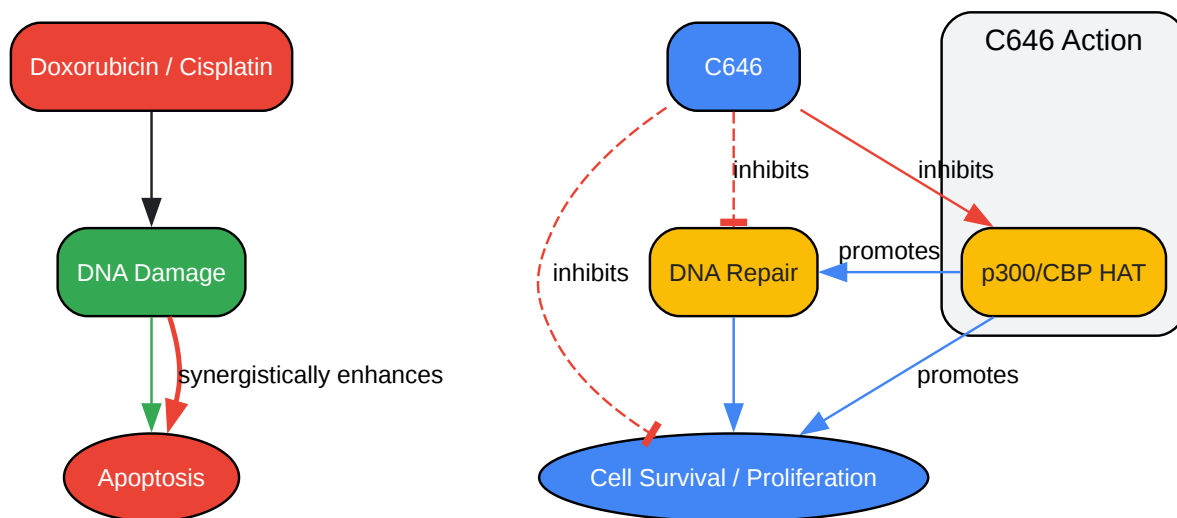 C646 Action
Doxorubicin / Cisplatin
C646
inhibits
inhibits
promotes
inhibits
DNA Damage
DNA Repair
p300/CBP HAT
synergistically enhances
promotes
Apoptosis
Cell Survival / Proliferation